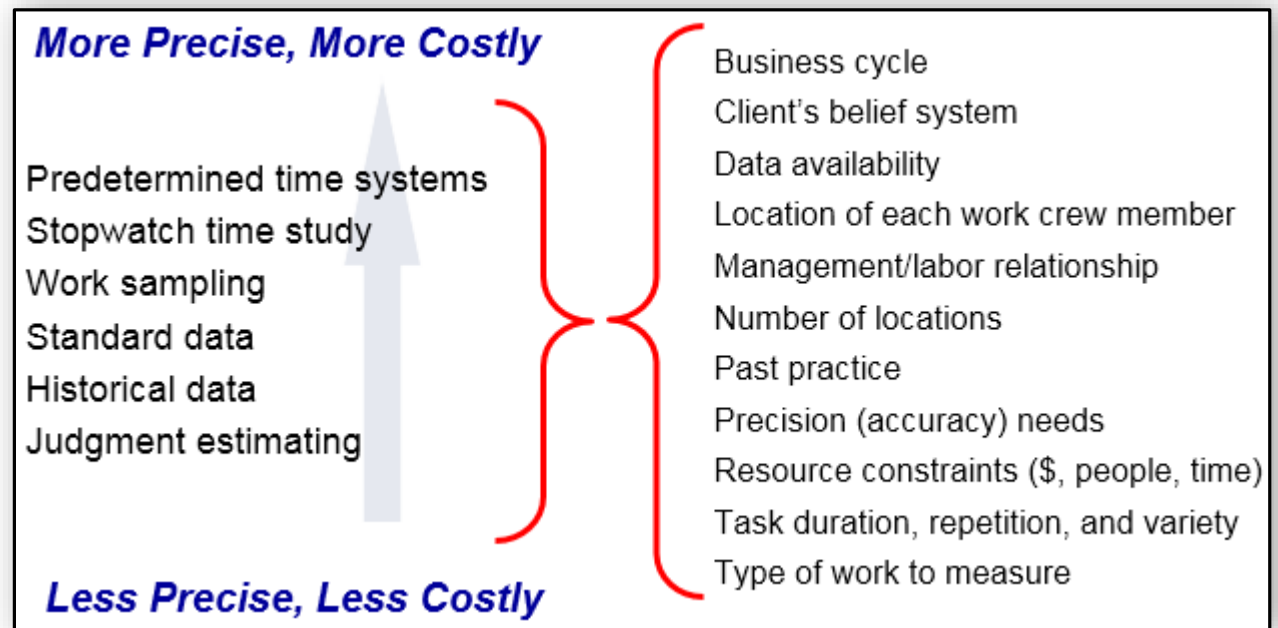 More Precise, More Costly
Predetermined time systems
Stopwatch time study
Work sampling
Standard data
Historical data
Judgment estimating
Less Precise, Less Costly
Business cycle
Client's belief system
Data availability
Location of each work crew member
Management/labor relationship
Number of locations
Past practice
Precision (accuracy) needs
Resource constraints ($, people, time)
Task duration, repetition, and variety
Type of work to measure